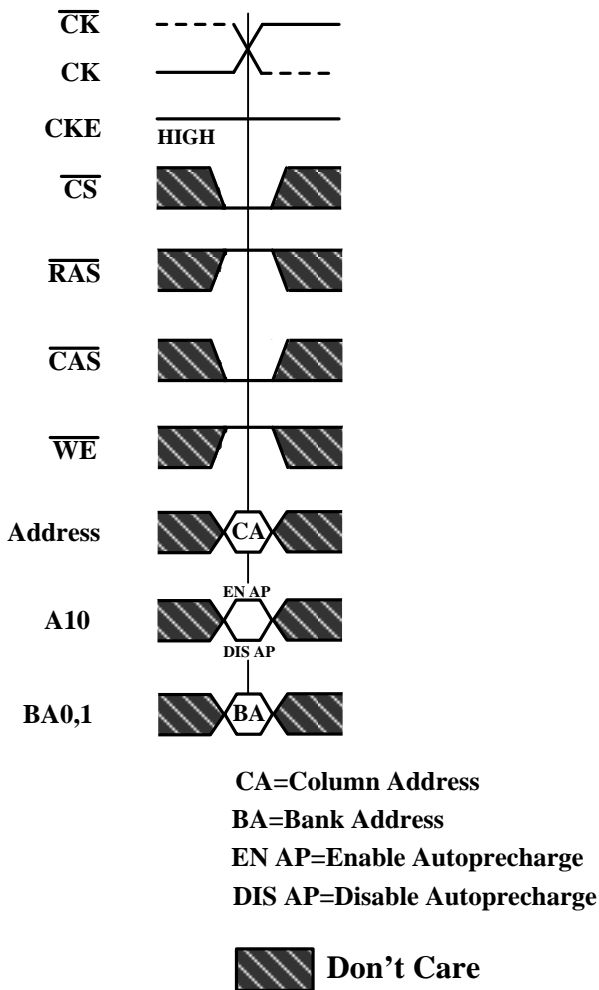 CK
CK
CKE
HIGH
CS
RAS
CAS
WE
Address
CA
EN AP
A10
DIS AP
BA0,1
BA
CA=Column Address
BA=Bank Address
EN AP=Enable Autoprecharge
DIS AP=Disable Autoprecharge
Don't Care